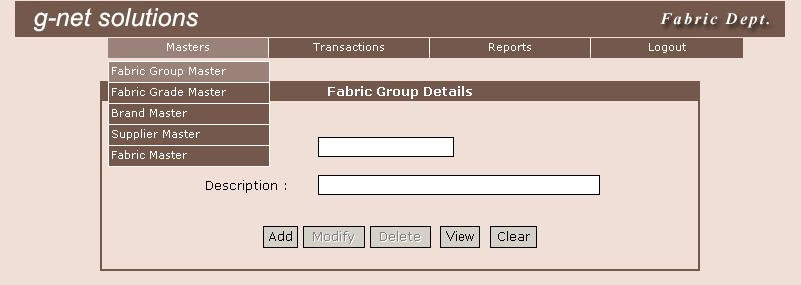 g-net solutions Fabric Dept.
Masters Transactions Reports Logout
Fabric Group Master
Fabric Grade Master
Brand Master
Supplier Master
Fabric Master
Fabric Group Details
Description :
Add Modify Delete View Clear